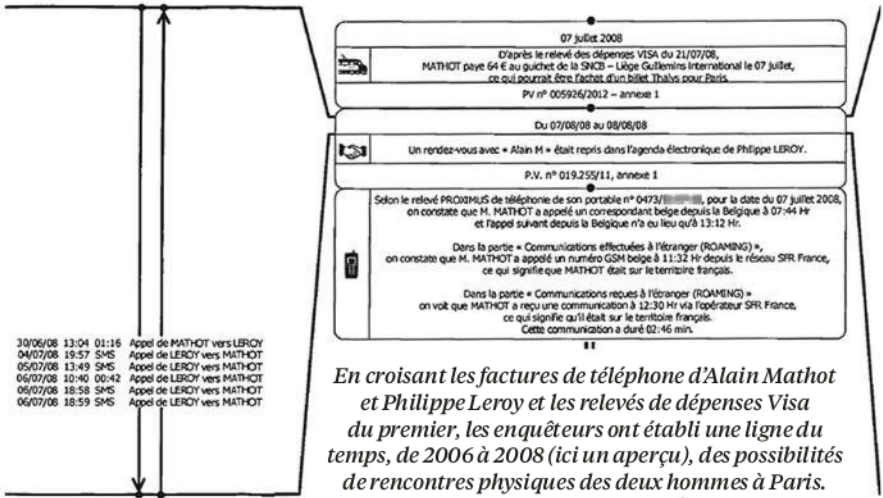 07 juillet 2008
D'après le relevé des dépenses VISA du 21/07/08,
MATHOT paye 64 € au guichet de la SNCB – Liège Guillemins International le 07 juillet,
ce qui pourrait être l'achat d'un billet Thalys pour Paris.
PV n° 005926/2012 – annexe 1
Du 07/08/08 au 08/08/08
Un rendez-vous avec « Alain M » était repris dans l'agenda électronique de Philippe LEROY.
P.V. n° 019.255/11, annexe 1
Selon le relevé PROXIMUS de téléphonie de son portable n° 0473/ , pour la date du 07 juillet 2008,
on constate que M. MATHOT a appelé un correspondant belge depuis la Belgique à 07:44 Hr
et l'appel suivant depuis la Belgique n'a eu lieu qu'à 13:12 Hr.
Dans la partie « Communications effectuées à l'étranger (ROAMING) »,
on constate que M. MATHOT a appelé un numéro GSM belge à 11:32 Hr depuis le réseau SFR France,
ce qui signifie que MATHOT était sur le territoire français.
Dans la partie « Communications reçues à l'étranger (ROAMING) »
on voit que MATHOT a reçu une communication à 12:30 Hr via l'opérateur SFR France,
ce qui signifie qu'il était sur le territoire français.
Cette communication a duré 02:46 min.
30/06/08 13:04 01:16 Appel de MATHOT vers LEROY
04/07/08 19:57 SMS Appel de LEROY vers MATHOT
05/07/08 13:49 SMS Appel de LEROY vers MATHOT
06/07/08 10:40 00:42 Appel de LEROY vers MATHOT
06/07/08 18:58 SMS Appel de LEROY vers MATHOT
06/07/08 18:59 SMS Appel de LEROY vers MATHOT
En croisant les factures de téléphone d'Alain Mathot
et Philippe Leroy et les relevés de dépenses Visa
du premier, les enquêteurs ont établi une ligne du
temps, de 2006 à 2008 (ici un aperçu), des possibilités
de rencontres physiques des deux hommes à Paris.